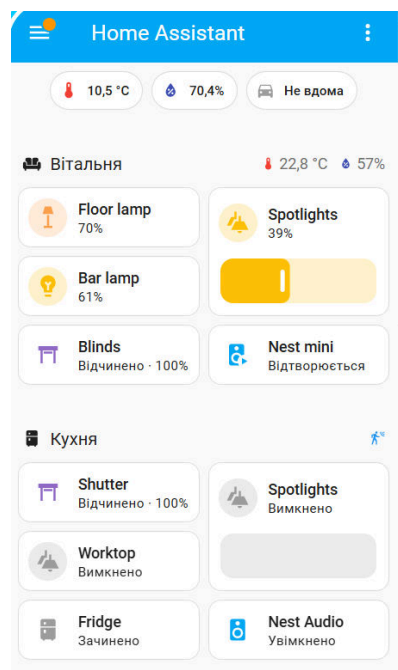 Home Assistant
10,5 °C 70,4% Не вдома
Вітальня 22,8 °C 57%
Floor lamp
70%
Spotlights
39%
Bar lamp
61%
Blinds
Відчинено · 100%
Nest mini
Відтворюється
Кухня
Shutter
Відчинено · 100%
Spotlights
Вимкнено
Worktop
Вимкнено
Fridge
Зачинено
Nest Audio
Увімкнено